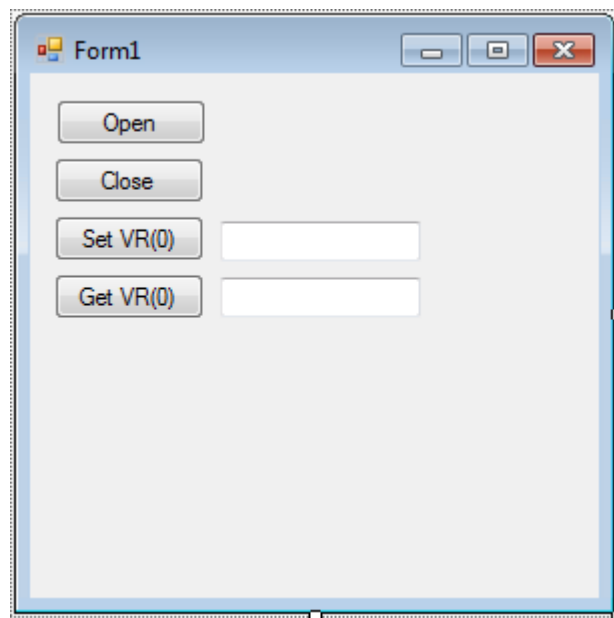 Form1
Open
Close
Set VR(0)
Get VR(0)